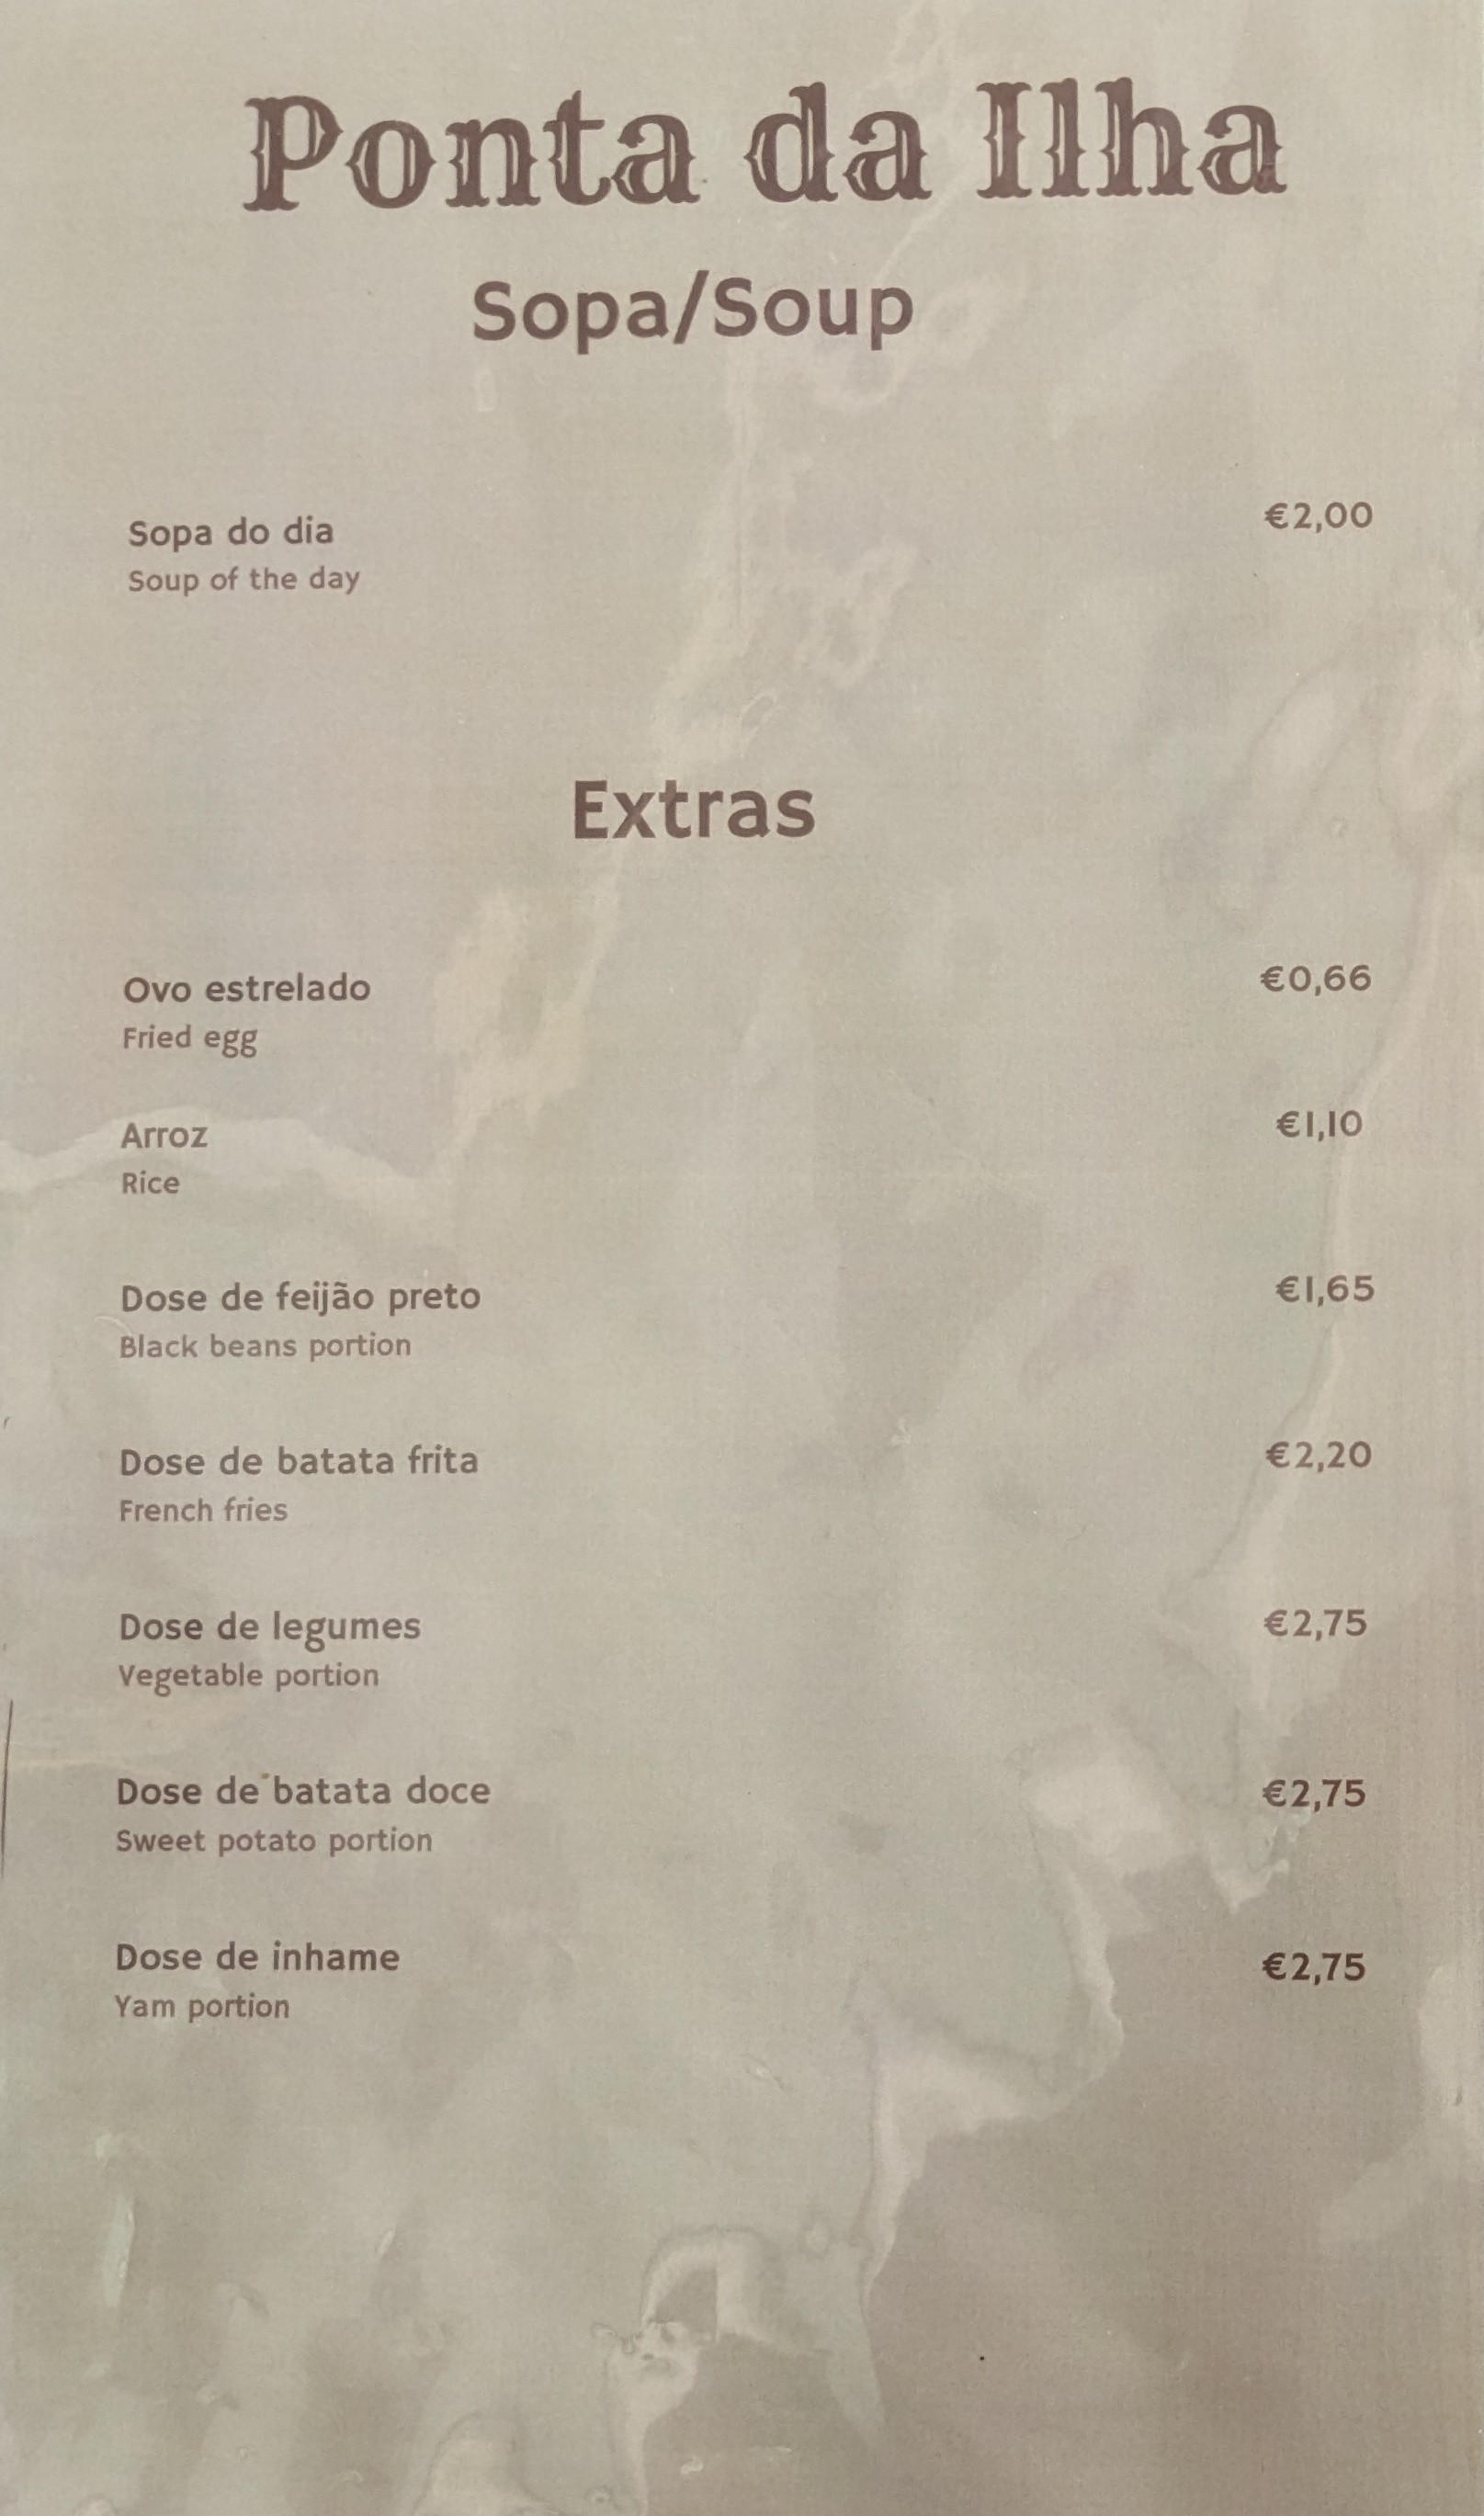 Ponta da Ilha
Sopa/Soup
Sopa do dia €2,00
Soup of the day
Extras
Ovo estrelado €0,66
Fried egg
Arroz €1,10
Rice
Dose de feijão preto €1,65
Black beans portion
Dose de batata frita €2,20
French fries
Dose de legumes €2,75
Vegetable portion
Dose de batata doce €2,75
Sweet potato portion
Dose de inhame €2,75
Yam portion